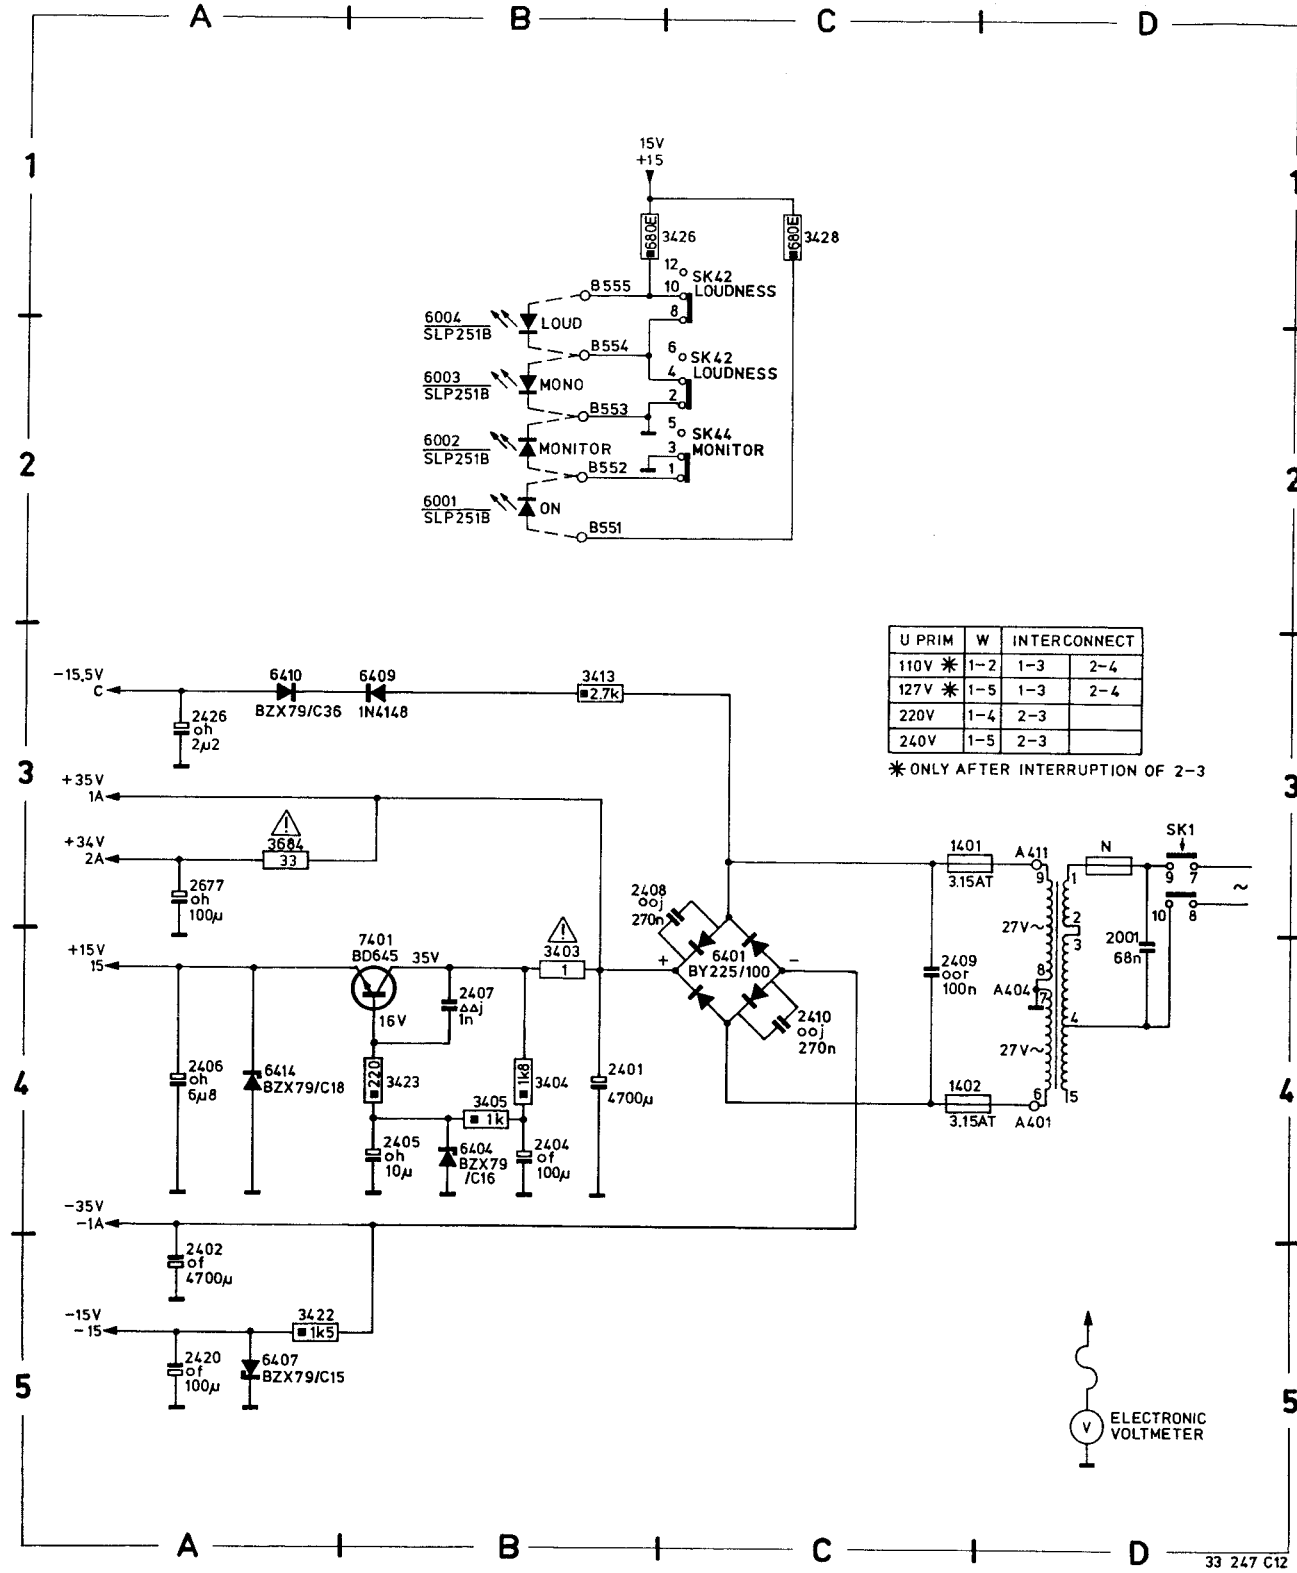 A B C D
1
1
15V
+15
680E
3426
680E
3428
12
SK42
LOUDNESS
10
B555
8
6004
SLP251B
LOUD
B554
6
SK42
LOUDNESS
4
6003
SLP251B
MONO
2
B553
5
SK44
MONITOR
6002
SLP251B
MONITOR
3
B552
1
2
2
6001
SLP251B
ON
B551
U PRIM W INTERCONNECT
110V ✱ 1-2 1-3 2-4
127V ✱ 1-5 1-3 2-4
220V 1-4 2-3
240V 1-5 2-3
✱ ONLY AFTER INTERRUPTION OF 2-3
-15,5V
C
6410
BZX79/C36
6409
1N4148
3413
2.7k
2426
oh
2µ2
3
3
+35V
1A
+34V
2A
!
3684
33
2677
oh
100µ
1401
3.15AT
A411
9
N
1
SK1
9 7
10 8
~
2408
ooj
270n
27V~
2
3
2001
68n
+15V
15
7401
BD645
35V
!
3403
1
+
6401
BY225/100
-
2409
oor
100n
8
A404
7
16V
2407
ΔΔj
1n
2410
ooj
270n
4
27V~
4
4
2406
oh
6µ8
6414
BZX79/C18
220
3423
1k8
3404
2401
4700µ
3405
1k
1402
3.15AT
6
A401
5
2405
oh
10µ
6404
BZX79
/C16
2404
of
100µ
-35V
-1A
2402
of
4700µ
-15V
-15
3422
1k5
2420
of
100µ
6407
BZX79/C15
5
5
V
ELECTRONIC
VOLTMETER
A B C D
33 247 C12